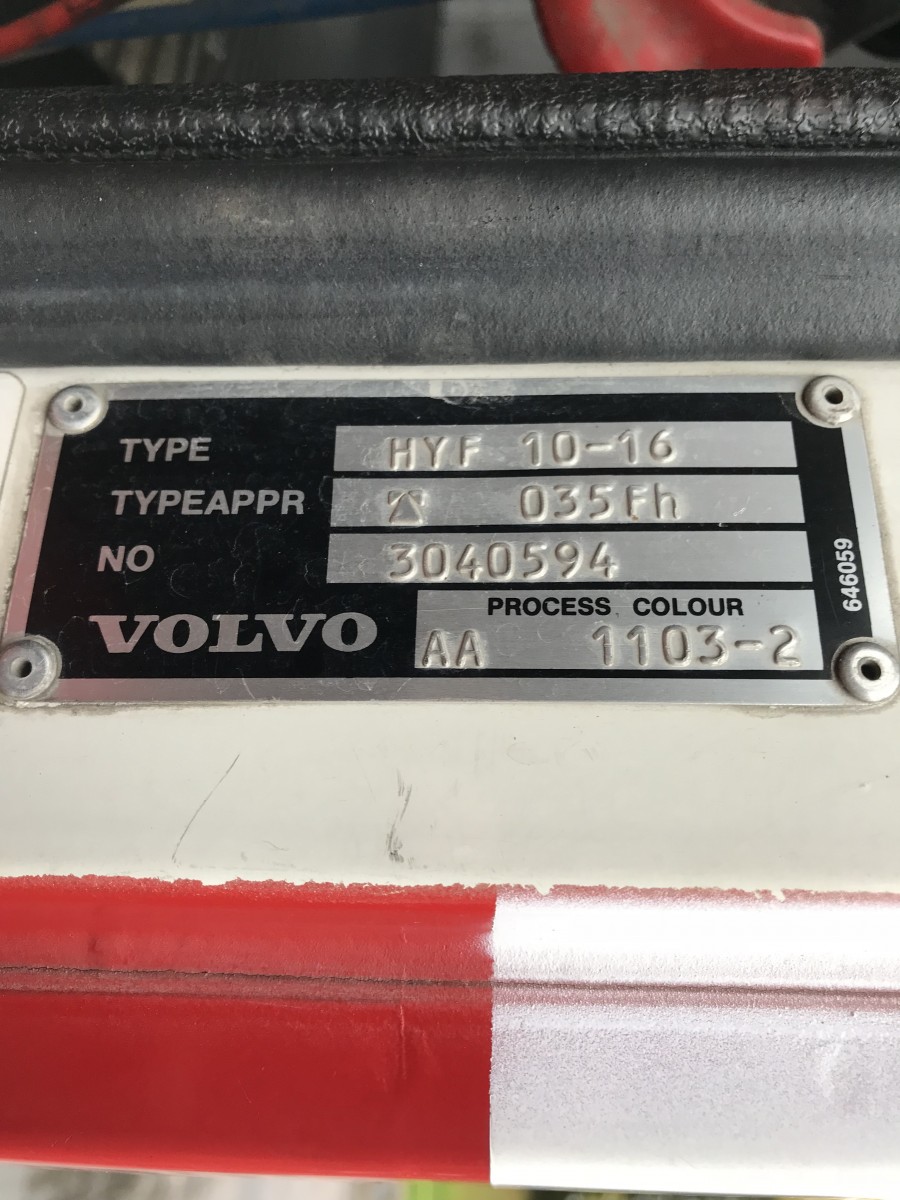 TYPE HYF 10-16
TYPEAPPR 035Fh
NO 3040594
646059
PROCESS COLOUR
VOLVO AA 1103-2